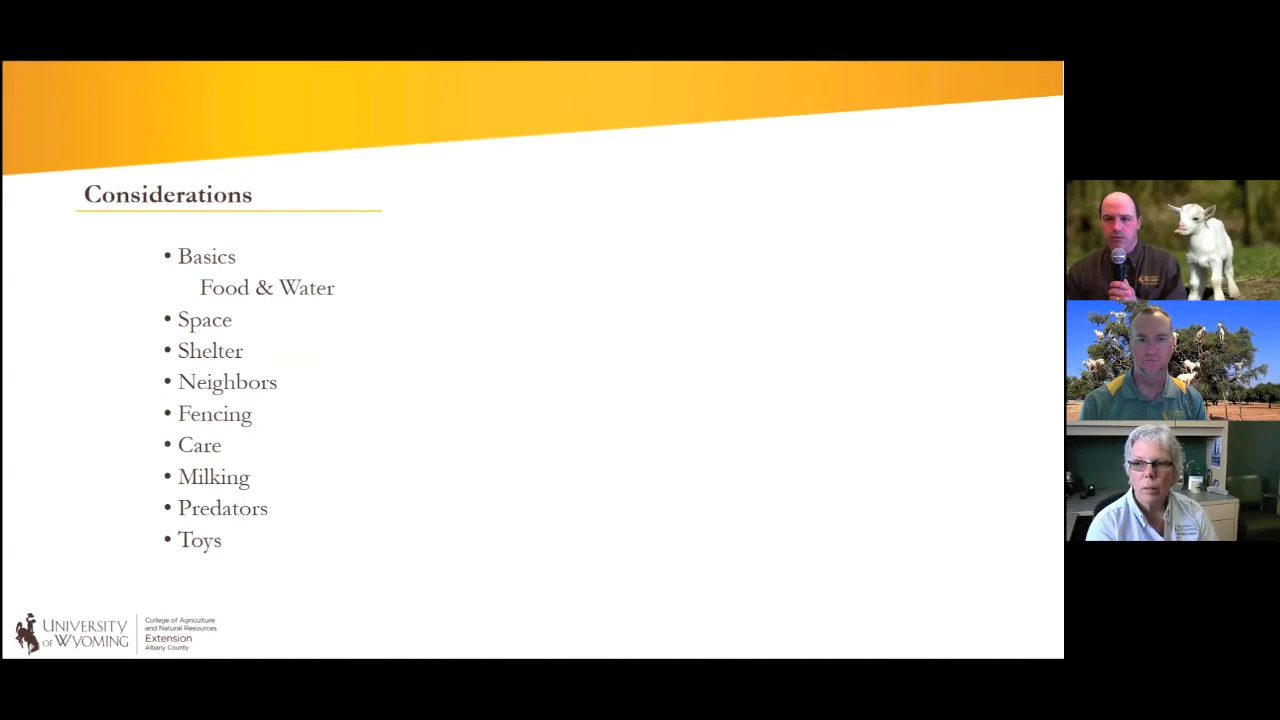 Considerations
• Basics
Food & Water
• Space
• Shelter
• Neighbors
• Fencing
• Care
• Milking
• Predators
• Toys
UNIVERSITY
OF WYOMING
College of Agriculture
and Natural Resources
Extension
Albany County